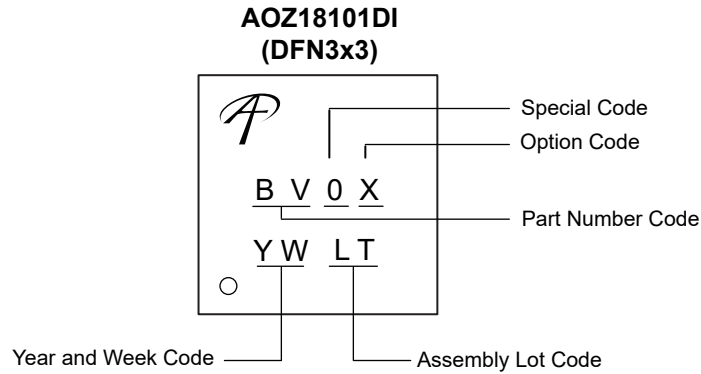 AOZ18101DI
(DFN3x3)
Special Code
Option Code
B V 0 X
Part Number Code
Y W L T
Year and Week Code
Assembly Lot Code